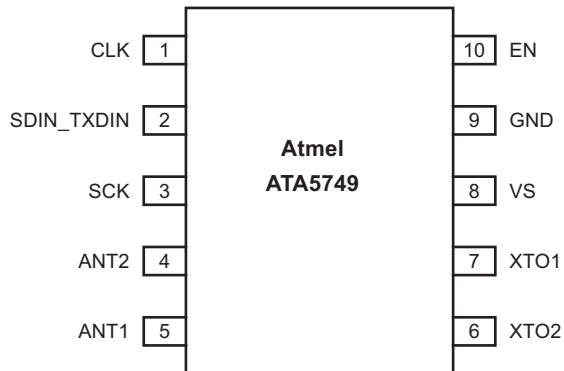 CLK 1 10 EN
SDIN_TXDIN 2 9 GND
Atmel
ATA5749
SCK 3 8 VS
ANT2 4 7 XTO1
ANT1 5 6 XTO2